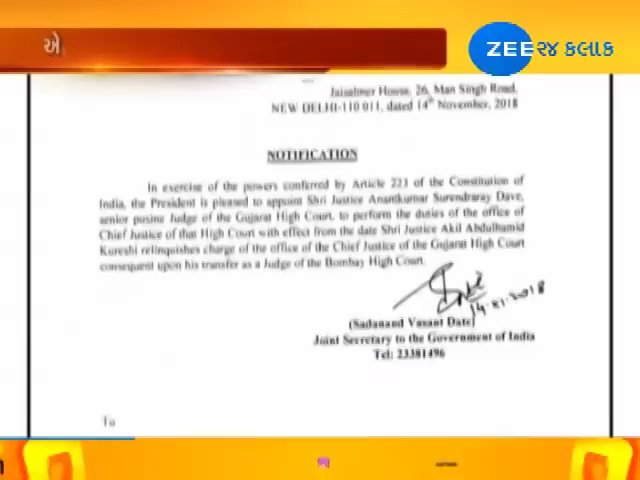 એ
ZEE ૨૪ કલાક
Jaisalmer House, 26, Man Singh Road,
NEW DELHI-110 011, dated 14th November, 2018
NOTIFICATION
In exercise of the powers conferred by Article 223 of the Constitution of
India, the President is pleased to appoint Shri Justice Anantkumar Surendraray Dave,
senior puisne Judge of the Gujarat High Court, to perform the duties of the office of
Chief Justice of that High Court with effect from the date Shri Justice Akil Abdulhamid
Kureshi relinquishes charge of the office of the Chief Justice of the Gujarat High Court
consequent upon his transfer as a Judge of the Bombay High Court.
14.11.2018
(Sadanand Vasant Date)
Joint Secretary to the Government of India
Tel: 23381496
To